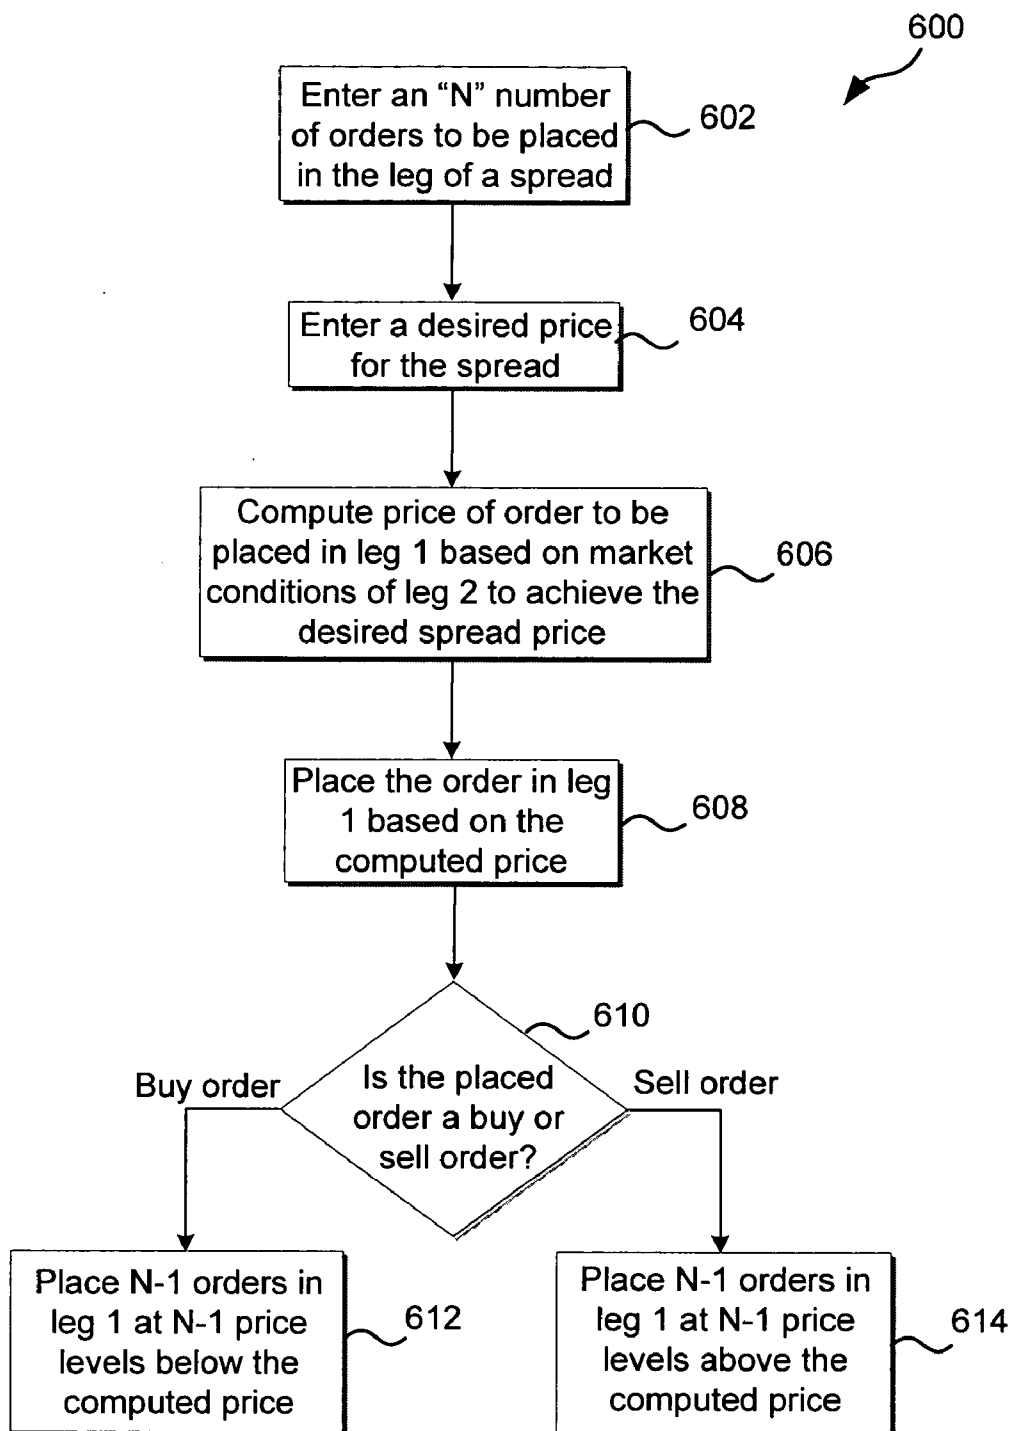 600
Enter an “N” number
of orders to be placed
in the leg of a spread
602
Enter a desired price
for the spread
604
Compute price of order to be
placed in leg 1 based on market
conditions of leg 2 to achieve the
desired spread price
606
Place the order in leg
1 based on the
computed price
608
610
Is the placed
order a buy or
sell order?
Buy order
Sell order
Place N-1 orders in
leg 1 at N-1 price
levels below the
computed price
612
Place N-1 orders in
leg 1 at N-1 price
levels above the
computed price
614